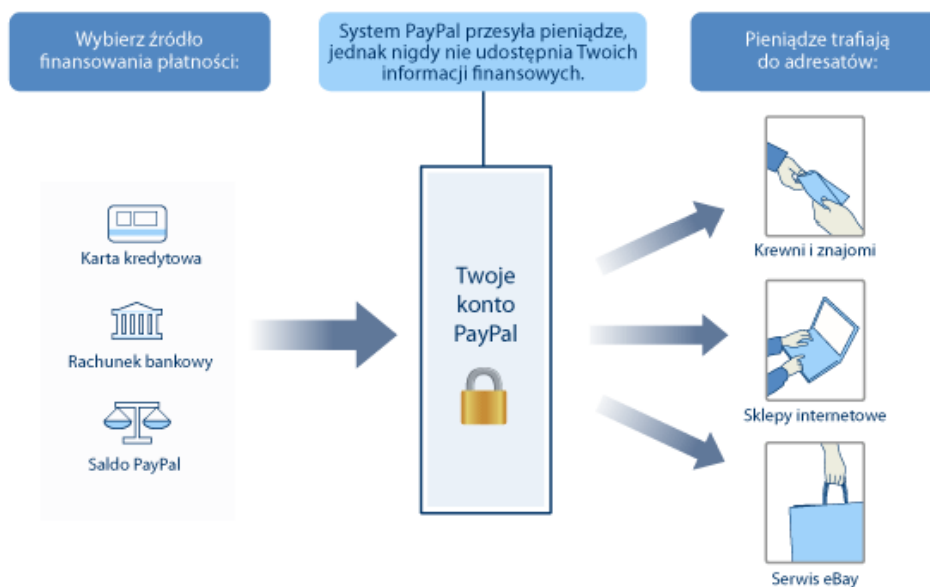 Wybierz źródło
finansowania płatności:
System PayPal przesyła pieniądze,
jednak nigdy nie udostępnia Twoich
informacji finansowych.
Pieniądze trafiają
do adresatów:
Karta kredytowa
Rachunek bankowy
Saldo PayPal
Twoje
konto
PayPal
Krewni i znajomi
Sklepy internetowe
Serwis eBay